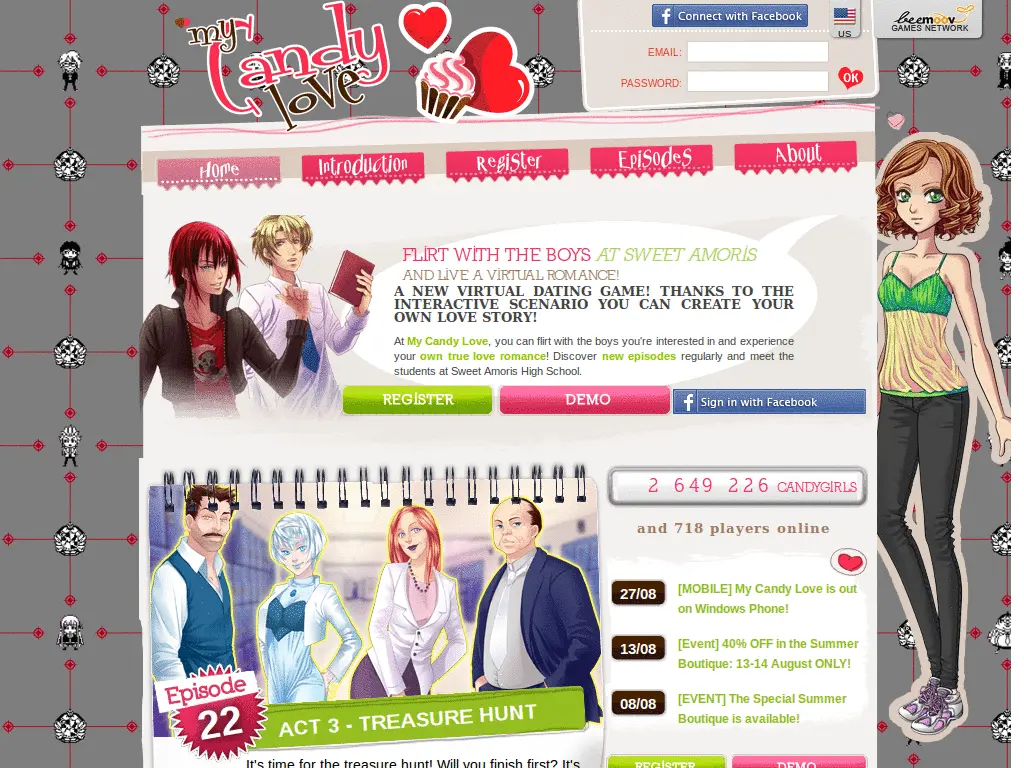 my Candy love
Connect with Facebook
US
beemoov
GAMES NETWORK
EMAIL:
PASSWORD:
OK
Home
Introduction
Register
EpiSodeS
About
FLIRT WITH THE BOYS AT SWEET AMORIS
AND LIVE A VIRTUAL ROMANCE!
A NEW VIRTUAL DATING GAME! THANKS TO THE
INTERACTIVE SCENARIO YOU CAN CREATE YOUR
OWN LOVE STORY!
At My Candy Love, you can flirt with the boys you're interested in and experience
your own true love romance! Discover new episodes regularly and meet the
students at Sweet Amoris High School.
REGISTER
DEMO
Sign in with Facebook
2 649 226 CANDYGIRLS
and 718 players online
27/08
[MOBILE] My Candy Love is out
on Windows Phone!
13/08
[Event] 40% OFF in the Summer
Boutique: 13-14 August ONLY!
08/08
[EVENT] The Special Summer
Boutique is available!
Episode
22
ACT 3 - TREASURE HUNT
It's time for the treasure hunt! Will you finish first? It's
REGISTER
DEMO